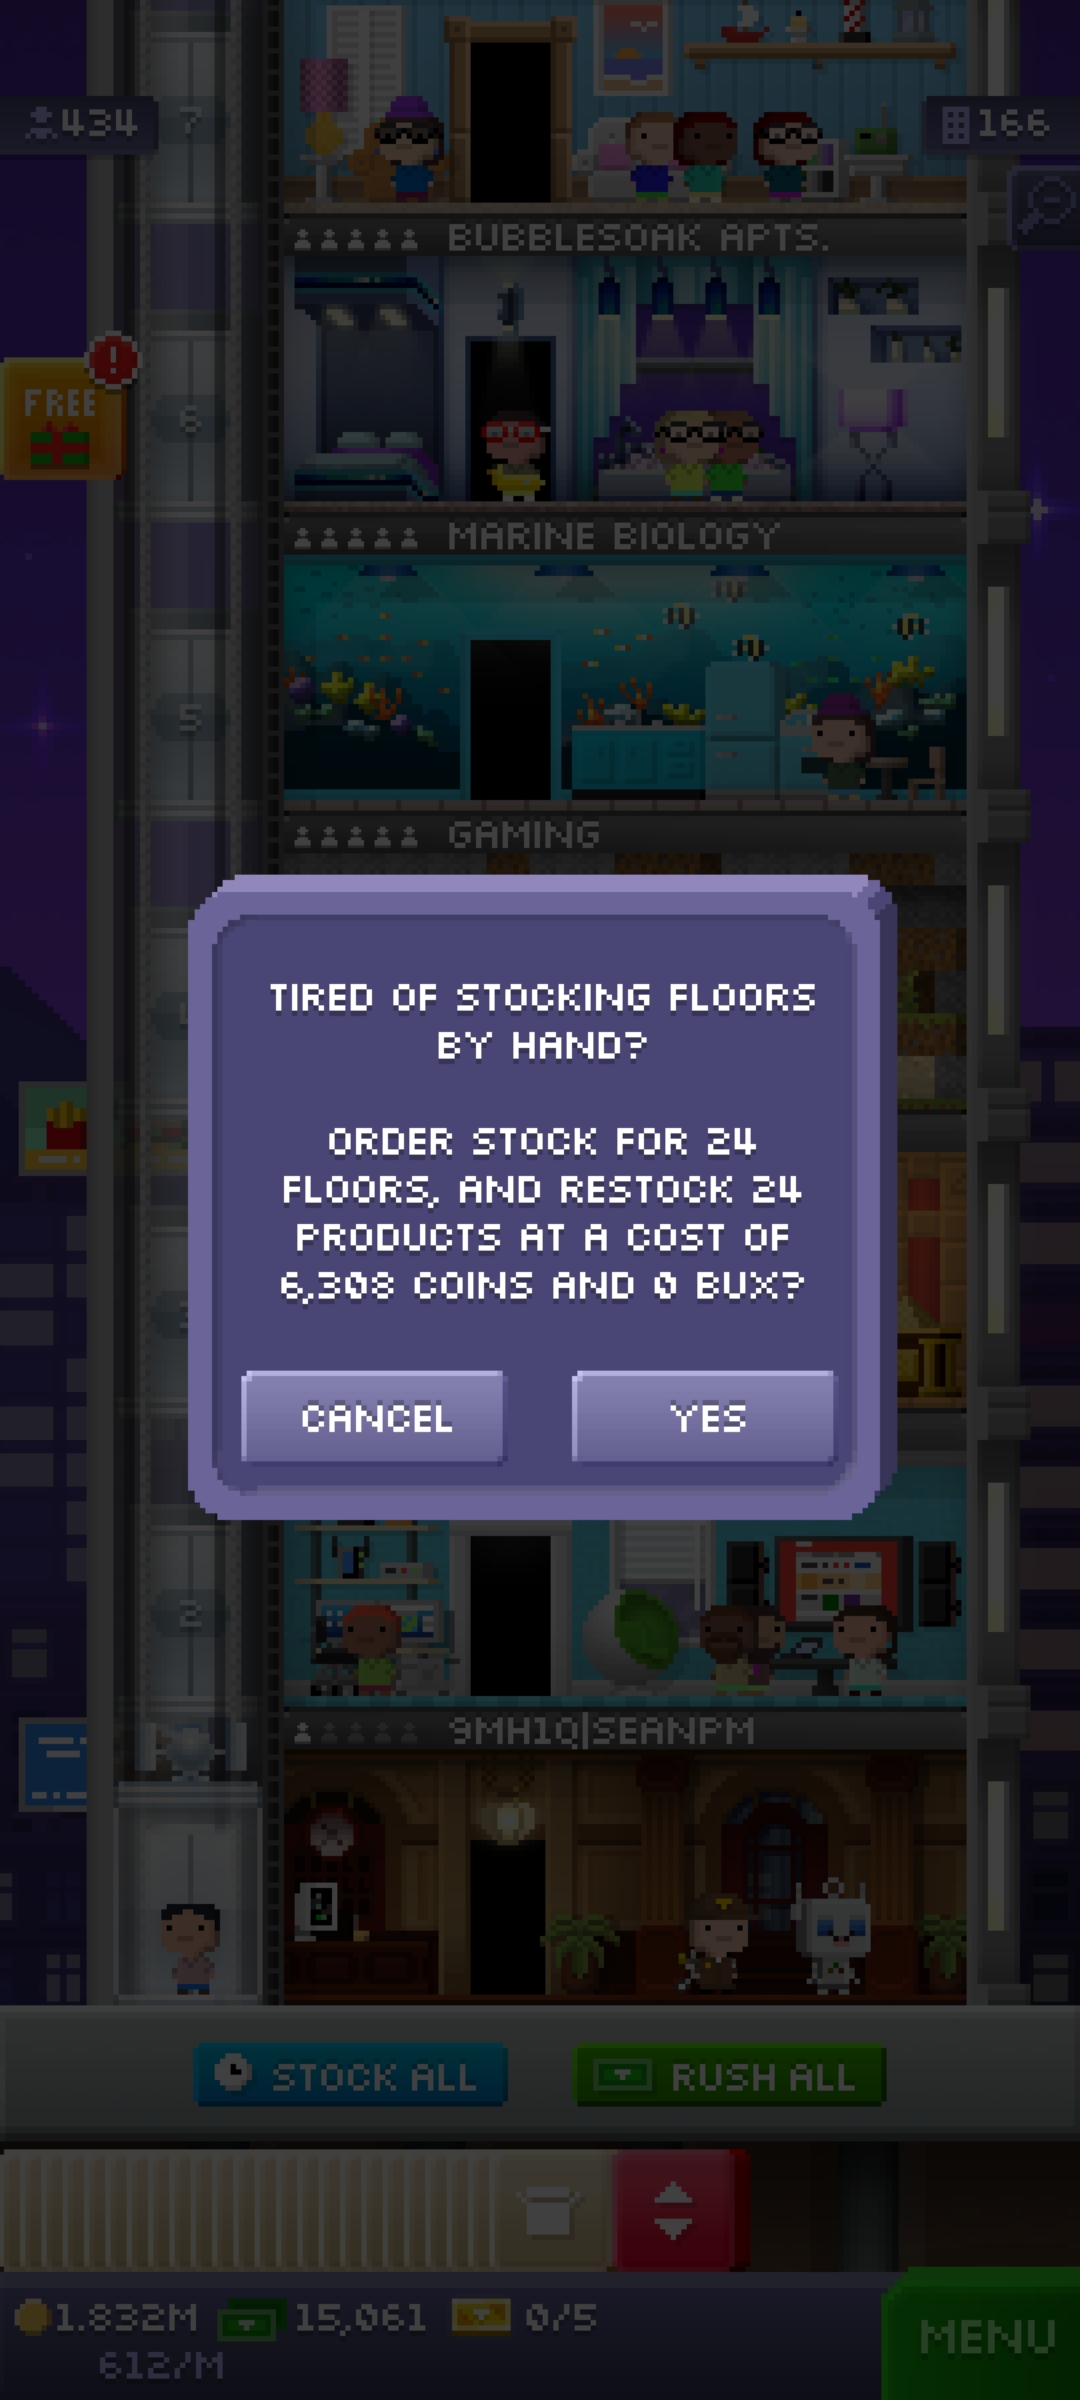 434
7
166
BUBBLESOAK APTS.
FREE
!
6
MARINE BIOLOGY
5
GAMING
TIRED OF STOCKING FLOORS
BY HAND?
ORDER STOCK FOR 24
FLOORS, AND RESTOCK 24
PRODUCTS AT A COST OF
6,308 COINS AND 0 BUX?
CANCEL
YES
2
9MH1Q|SEANPM
STOCK ALL
RUSH ALL
1.832M
15,061
0/5
612/M
MENU